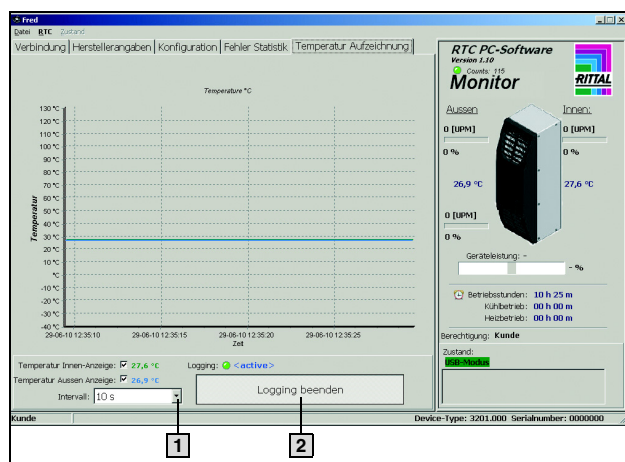 Fred
Datei RTC Zustand
Verbindung Herstellerangaben Konfiguration Fehler Statistik Temperatur Aufzeichnung
Temperature °C
130 °C
120 °C
110 °C
100 °C
90 °C
80 °C
70 °C
60 °C
50 °C
40 °C
30 °C
20 °C
10 °C
°C
-10 °C
-20 °C
-30 °C
-40 °C
Temperatur
29-06-10 12:35:10 29-06-10 12:35:15 29-06-10 12:35:20 29-06-10 12:35:25
Zeit
Temperatur Innen-Anzeige: 27,6 °C
Logging: <active>
Temperatur Aussen Anzeige: 26,9 °C
Intervall: 10 s
Logging beenden
RTC PC-Software
Version 1.10
Counts: 115
Monitor
RITTAL
Aussen Innen:
0 [UPM] 0 [UPM]
0 % 0 %
26,9 °C 27,6 °C
0 [UPM]
0 %
Geräteleistung: -
- %
Betriebsstunden: 10 h 25 m
Kühlbetrieb: 00 h 00 m
Heizbetrieb: 00 h 00 m
Berechtigung: Kunde
Zustand:
USB-Modus
Kunde
Device-Type: 3201.000 Serialnumber: 0000000
1 2